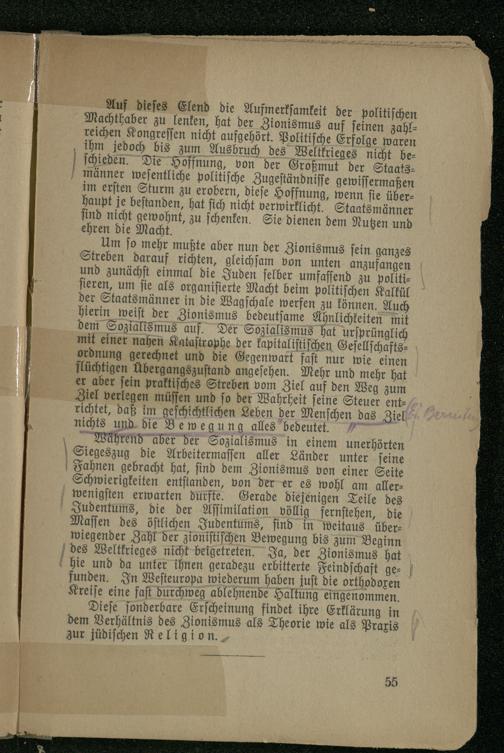 Auf dieses Elend die Aufmerksamkeit der politischen
Machthaber zu lenken, hat der Zionismus auf seinen zahl-
reichen Kongressen nicht aufgehört. Politische Erfolge waren
ihm jedoch bis zum Ausbruch des Weltkrieges nicht be-
schieden. Die Hoffnung, von der Großmut der Staats-
männer wesentliche politische Zugeständnisse gewissermaßen
im ersten Sturm zu erobern, diese Hoffnung, wenn sie über-
haupt je bestanden, hat sich nicht verwirklicht. Staatsmänner
sind nicht gewohnt, zu schenken. Sie dienen dem Nutzen und
ehren die Macht.
Um so mehr mußte aber nun der Zionismus sein ganzes
Streben darauf richten, gleichsam von unten anzufangen
und zunächst einmal die Juden selber umfassend zu politi-
sieren, um sie als organisierte Macht beim politischen Kalkül
der Staatsmänner in die Wagschale werfen zu können. Auch
hierin weist der Zionismus bedeutsame Ähnlichkeiten mit
dem Sozialismus auf. Der Sozialismus hat ursprünglich
mit einer nahen Katastrophe der kapitalistischen Gesellschafts-
ordnung gerechnet und die Gegenwart fast nur wie einen
flüchtigen Übergangszustand angesehen. Mehr und mehr hat
er aber sein praktisches Streben vom Ziel auf den Weg zum
Ziel verlegen müssen und so der Wahrheit seine Steuer ent-
richtet, daß im geschichtlichen Leben der Menschen das Ziel
nichts und die Bewegung alles bedeutet.
Während aber der Sozialismus in einem unerhörten
Siegeszug die Arbeitermassen aller Länder unter seine
Fahnen gebracht hat, sind dem Zionismus von einer Seite
Schwierigkeiten entstanden, von der er es wohl am aller-
wenigsten erwarten durfte. Gerade diejenigen Teile des
Judentums, die der Assimilation völlig fernstehen, die
Massen des östlichen Judentums, sind in weitaus über-
wiegender Zahl der zionistischen Bewegung bis zum Beginn
des Weltkrieges nicht beigetreten. Ja, der Zionismus hat
hie und da unter ihnen geradezu erbitterte Feindschaft ge-
funden. In Westeuropa wiederum haben just die orthodoxen
Kreise eine fast durchweg ablehnende Haltung eingenommen.
Diese sonderbare Erscheinung findet ihre Erklärung in
dem Verhältnis des Zionismus als Theorie wie als Praxis
zur jüdischen Religion.
55